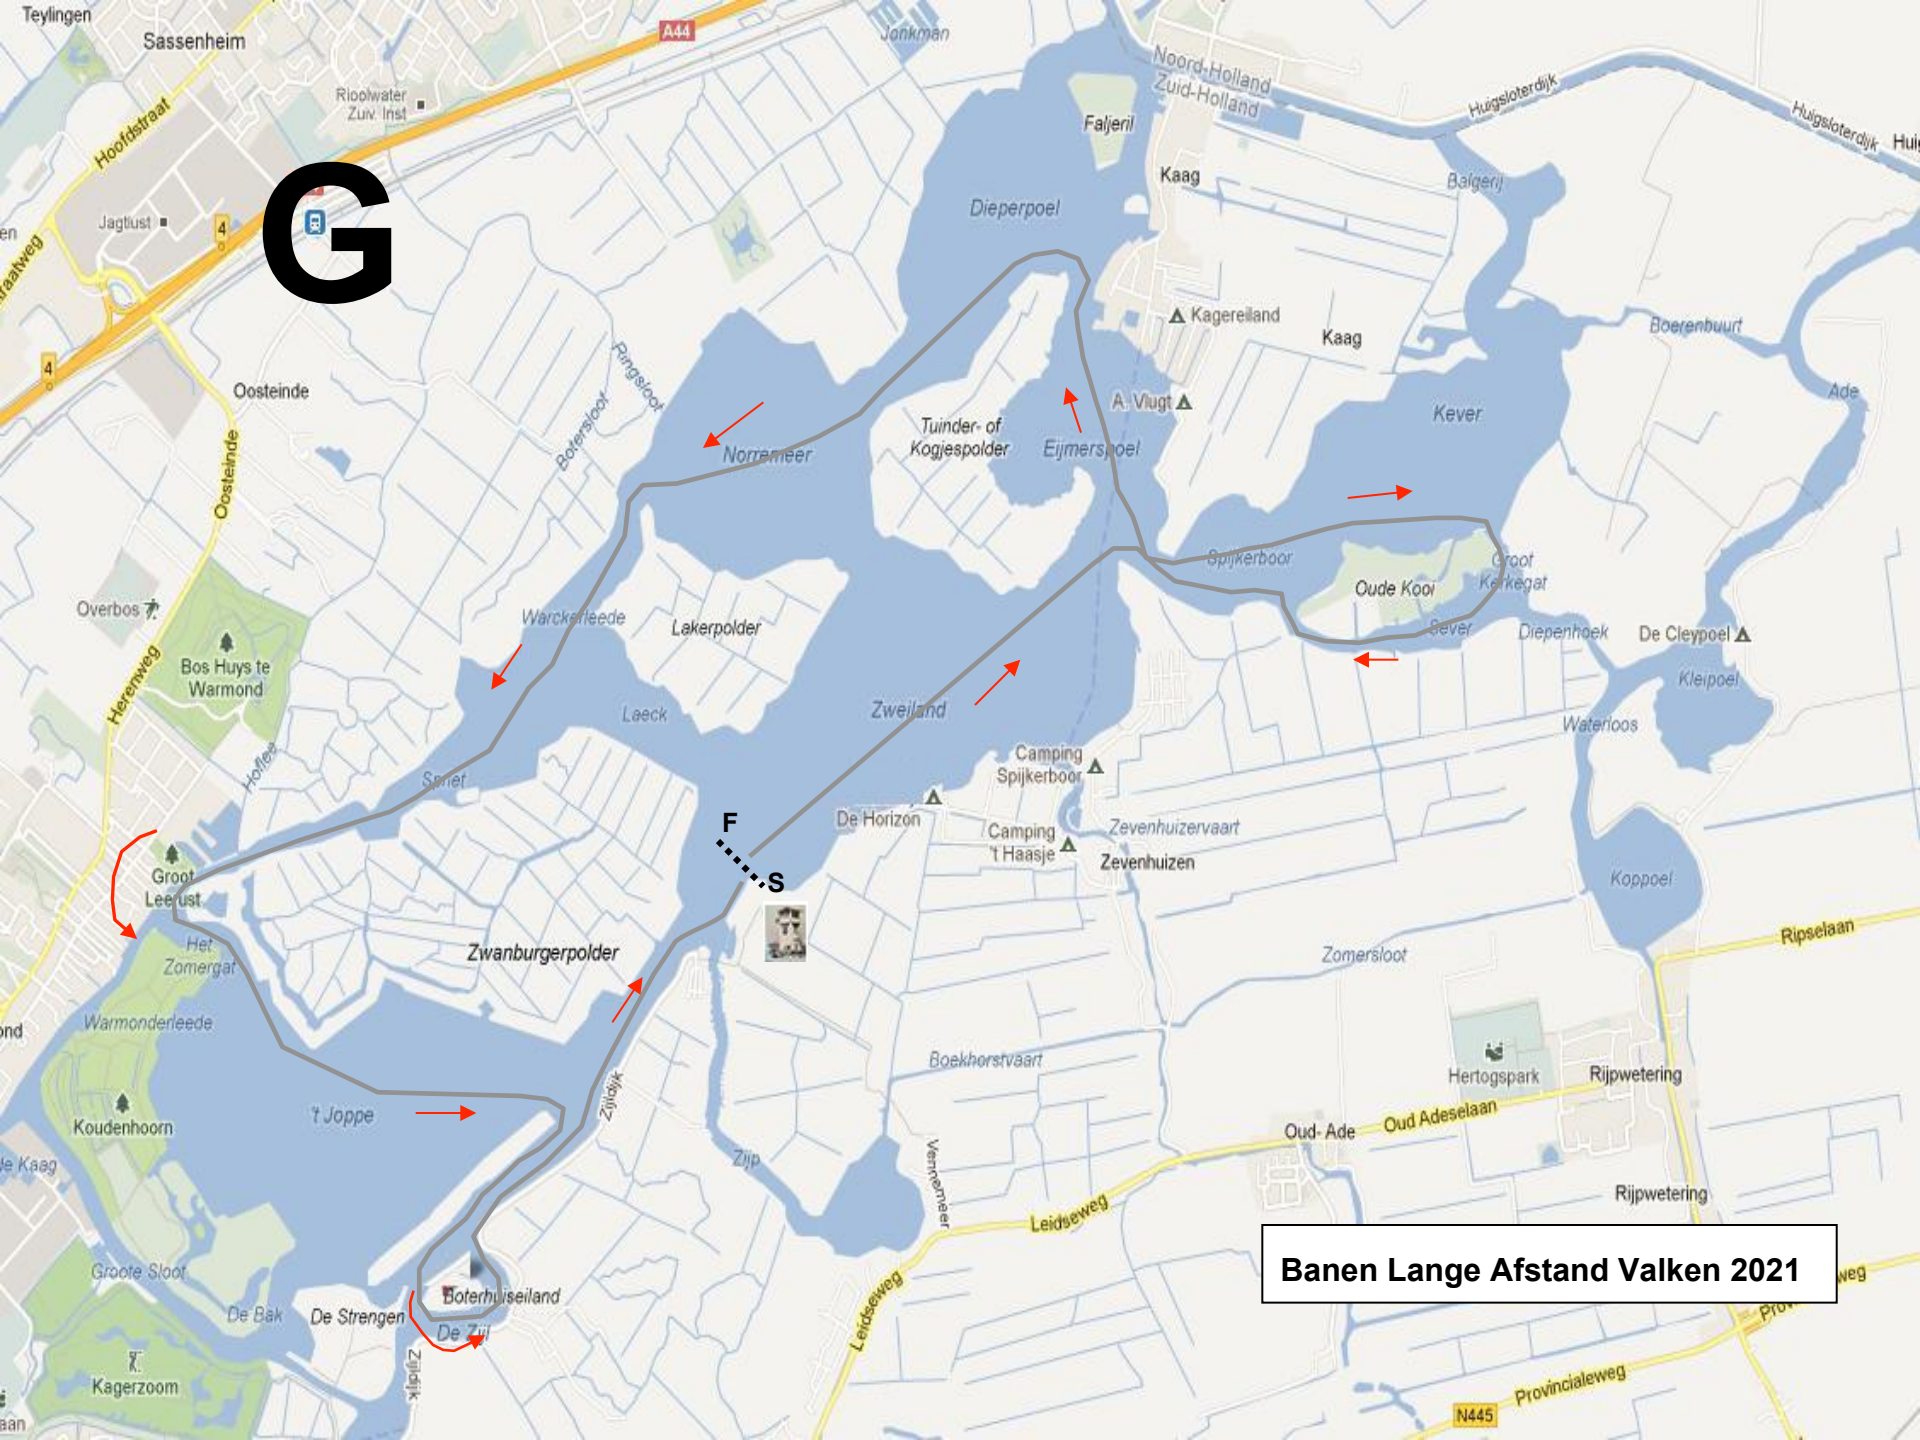 Teylingen
Sassenheim
A44
Jonkman
Rioolwater
Zuiv. Inst
Hoofdstraat
Noord-Holland
Zuid-Holland
Huigsloterdijk
Huigsloterdijk
Faljeril
Kaag
Balgerij
G
Jagtlust
4
4
Dieperpoel
Kagereiland
Kaag
Boerenbuurt
Ade
Oosteinde
Ringsloot
Botersloot
A. Vlugt
Kever
Tuinder- of
Kogjespolder
Eijmerspoel
Norremeer
Oosteinde
Spijkerboor
Groot
Kerkegat
Oude Kooi
Overbos
Warckerleede
Lakerpolder
Sever
Diepenhoek
De Cleypoel
Bos Huys te
Warmond
Herenweg
Kleipoel
Laeck
Zweiland
Waterloos
Hoflee
Spriet
Camping
Spijkerboor
De Horizon
F
Camping
't Haasje
Zevenhuizervaart
Zevenhuizen
S
Groot
Leerust
Koppoel
Het
Zomergat
Zwanburgerpolder
Zomersloot
Ripselaan
Warmonderleede
Boekhorstvaart
Hertogspark
Rijpwetering
Zijldijk
't Joppe
Koudenhoorn
Oud- Ade
Oud Adeselaan
Zijp
Vennemeer
Leidseweg
Rijpwetering
Groote Sloot
Boterhuiseiland
Banen Lange Afstand Valken 2021
De Bak
De Strengen
De Zijl
Leidseweg
Zijldijk
Kagerzoom
Provincialeweg
N445